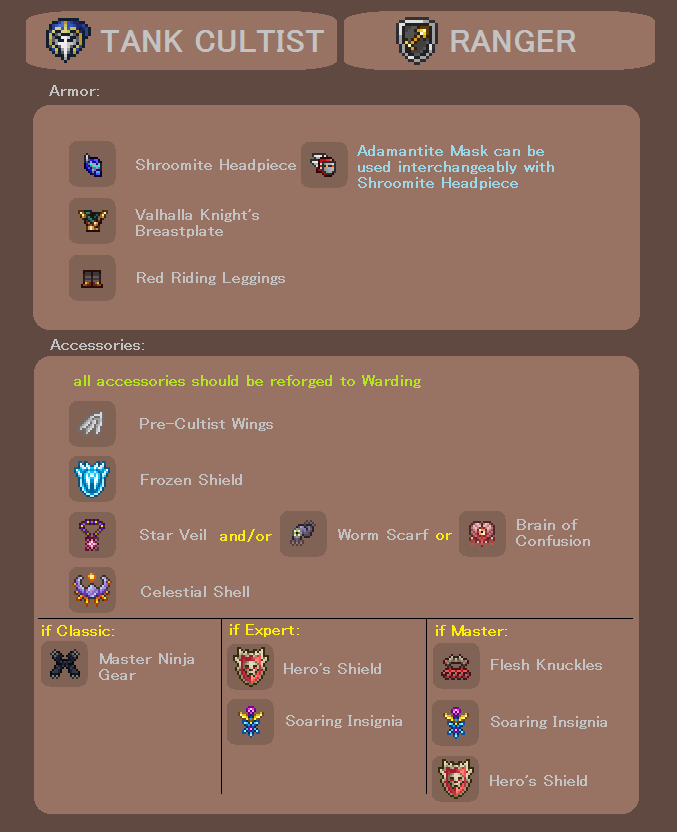 TANK CULTIST
RANGER
Armor:
Shroomite Headpiece
Adamantite Mask can be
used interchangeably with
Shroomite Headpiece
Valhalla Knight's
Breastplate
Red Riding Leggings
Accessories:
all accessories should be reforged to Warding
Pre-Cultist Wings
Frozen Shield
Star Veil and/or Worm Scarf or Brain of
Confusion
Celestial Shell
if Classic:
Master Ninja
Gear
if Expert:
Hero's Shield
Soaring Insignia
if Master:
Flesh Knuckles
Soaring Insignia
Hero's Shield